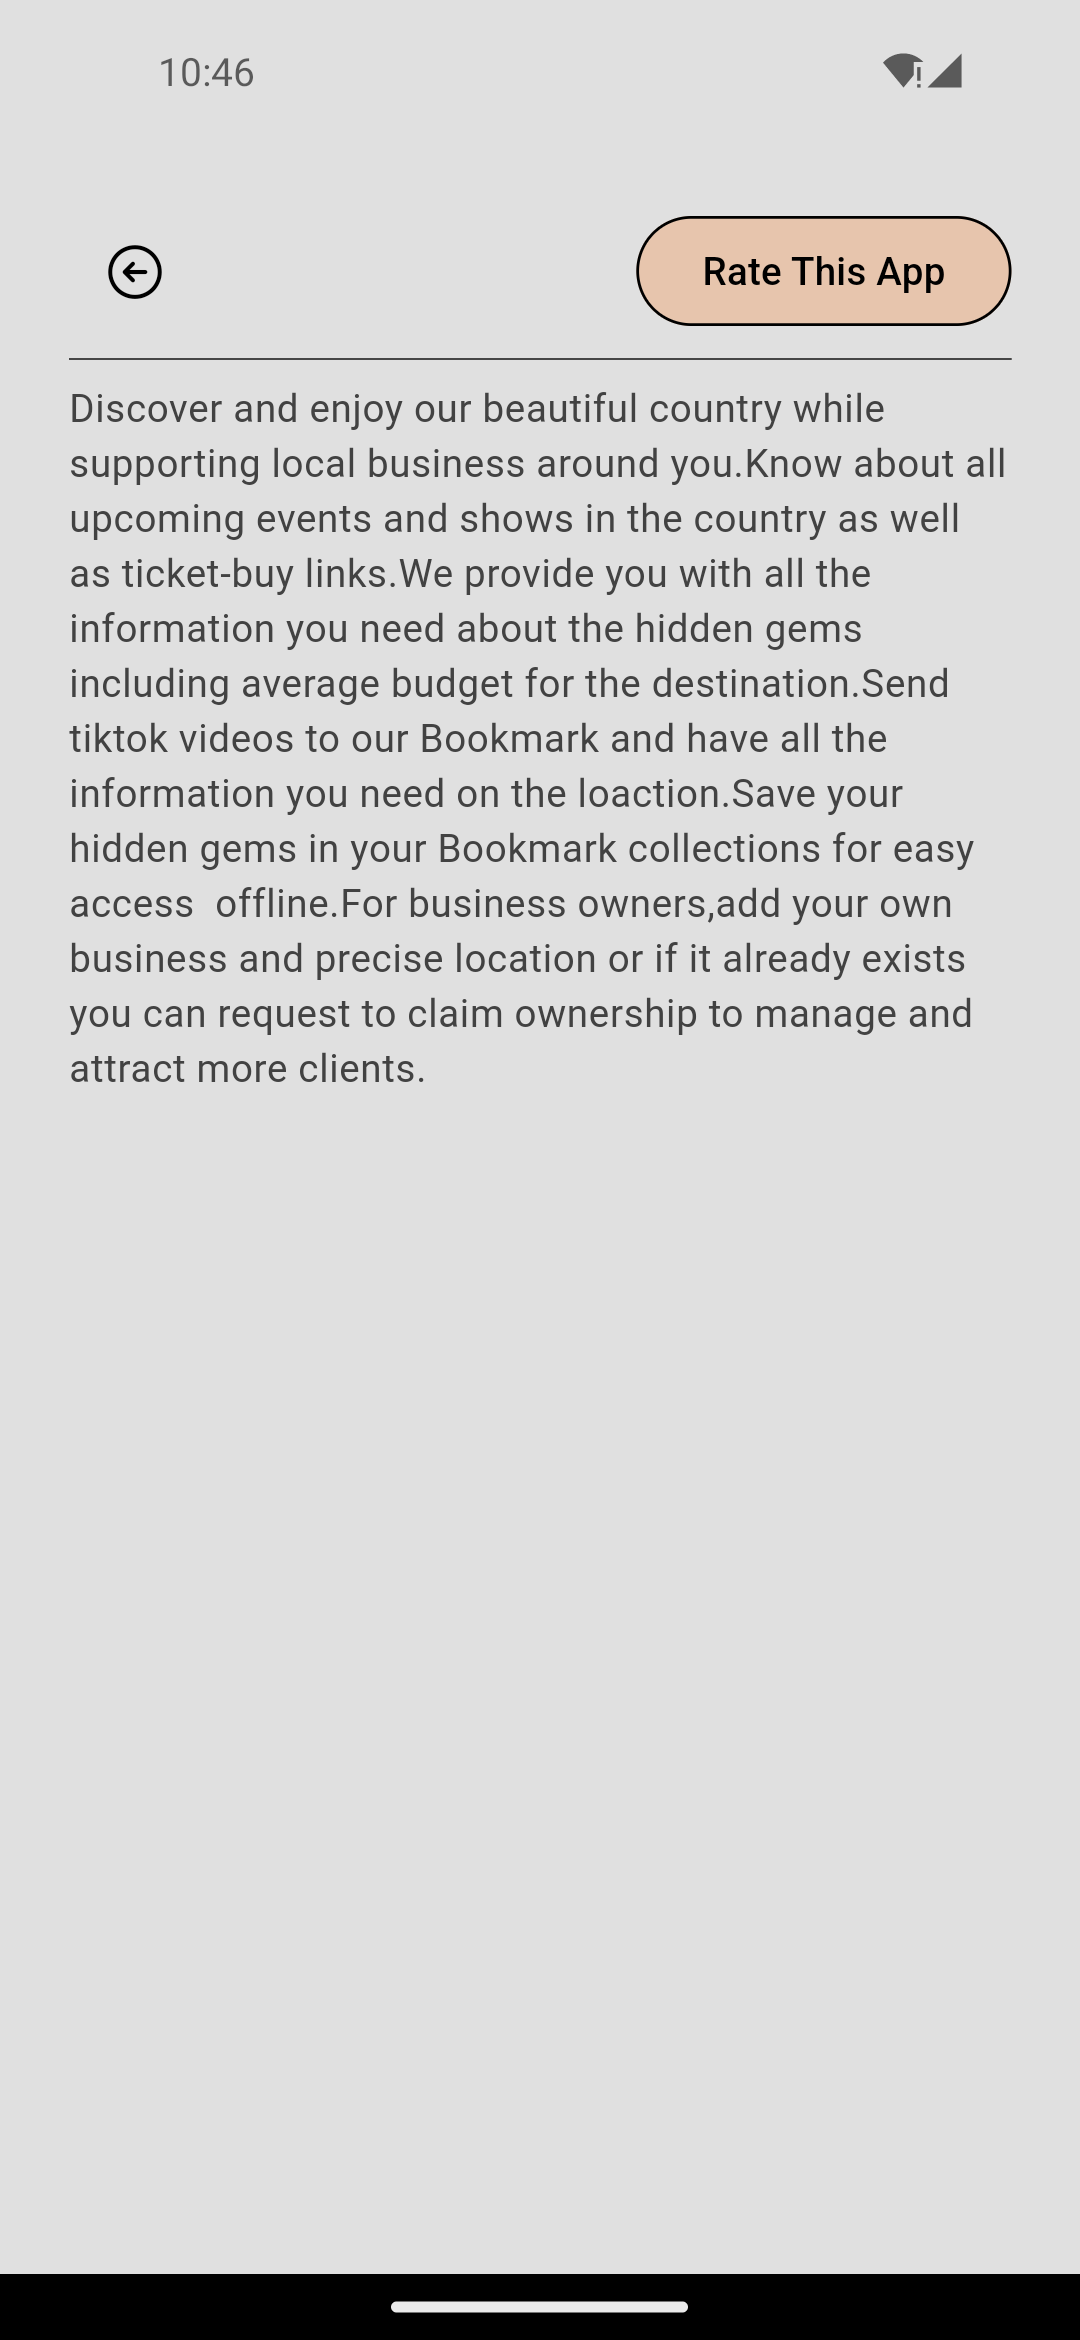 10:46
Rate This App
Discover and enjoy our beautiful country while
supporting local business around you.Know about all
upcoming events and shows in the country as well
as ticket-buy links.We provide you with all the
information you need about the hidden gems
including average budget for the destination.Send
tiktok videos to our Bookmark and have all the
information you need on the loaction.Save your
hidden gems in your Bookmark collections for easy
access  offline.For business owners,add your own
business and precise location or if it already exists
you can request to claim ownership to manage and
attract more clients.